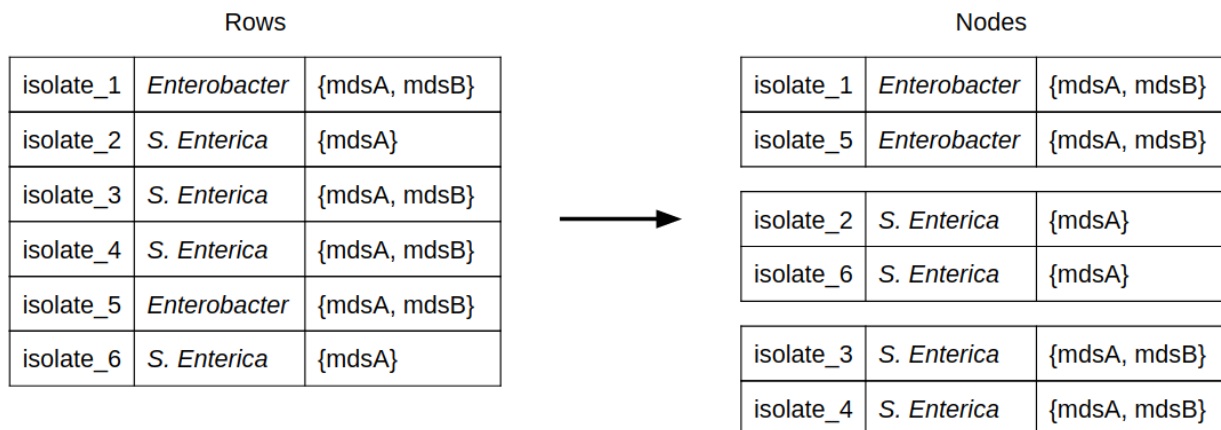 Rows
isolate_1 Enterobacter {mdsA, mdsB}
isolate_2 S. Enterica {mdsA}
isolate_3 S. Enterica {mdsA, mdsB}
isolate_4 S. Enterica {mdsA, mdsB}
isolate_5 Enterobacter {mdsA, mdsB}
isolate_6 S. Enterica {mdsA}
Nodes
isolate_1 Enterobacter {mdsA, mdsB}
isolate_5 Enterobacter {mdsA, mdsB}
isolate_2 S. Enterica {mdsA}
isolate_6 S. Enterica {mdsA}
isolate_3 S. Enterica {mdsA, mdsB}
isolate_4 S. Enterica {mdsA, mdsB}